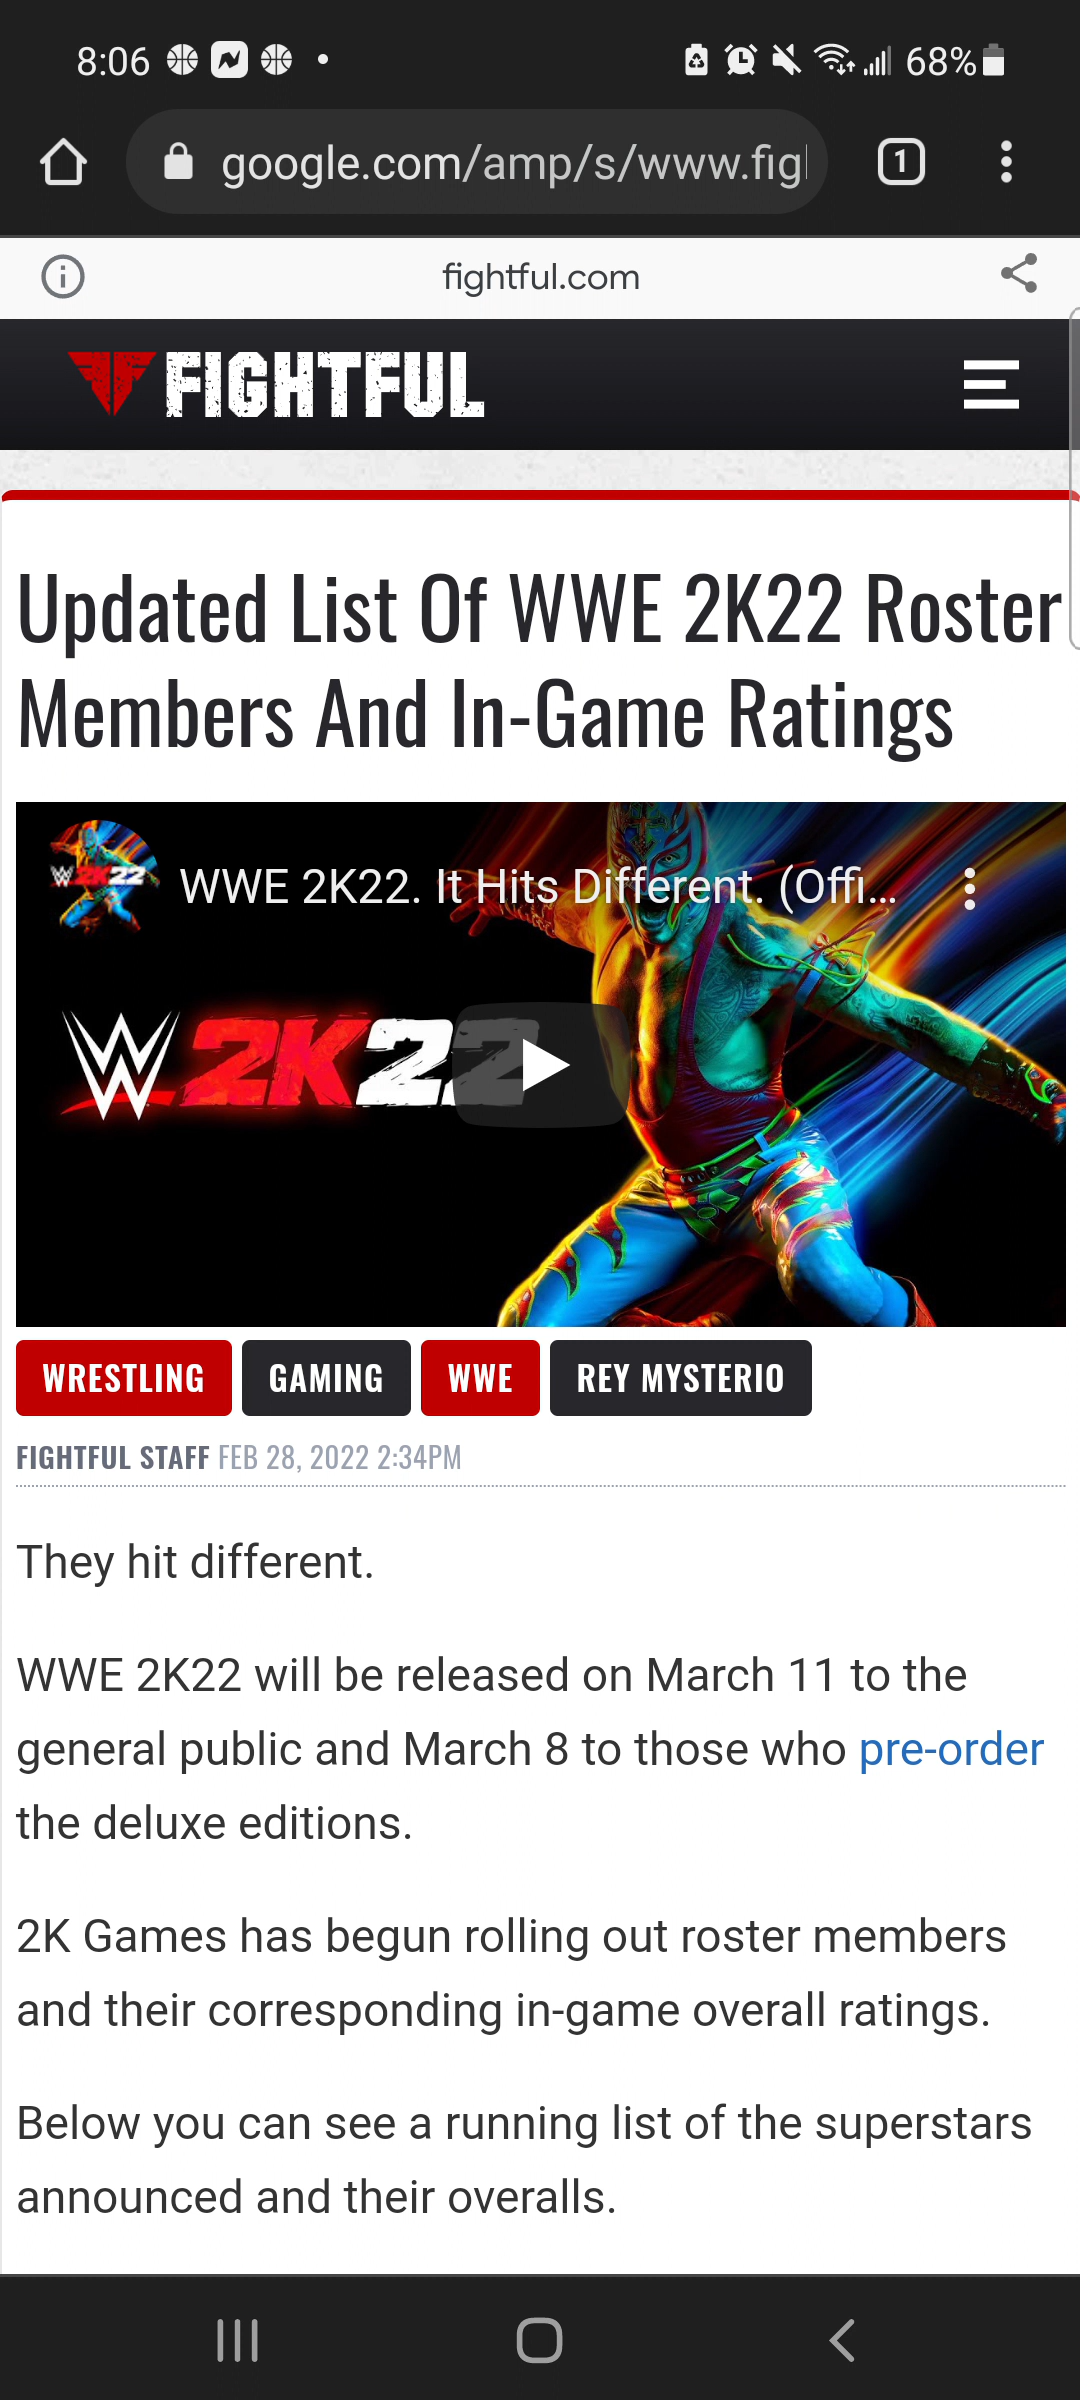 8:06
68%
google.com/amp/s/www.fig
1
fightful.com
FIGHTFUL
Updated List Of WWE 2K22 Roster
Members And In-Game Ratings
W 2K22
WWE 2K22. It Hits Different. (Offi...
W 2K22
WRESTLING
GAMING
WWE
REY MYSTERIO
FIGHTFUL STAFF FEB 28, 2022 2:34PM
They hit different.
WWE 2K22 will be released on March 11 to the
general public and March 8 to those who pre-order
the deluxe editions.
2K Games has begun rolling out roster members
and their corresponding in-game overall ratings.
Below you can see a running list of the superstars
announced and their overalls.